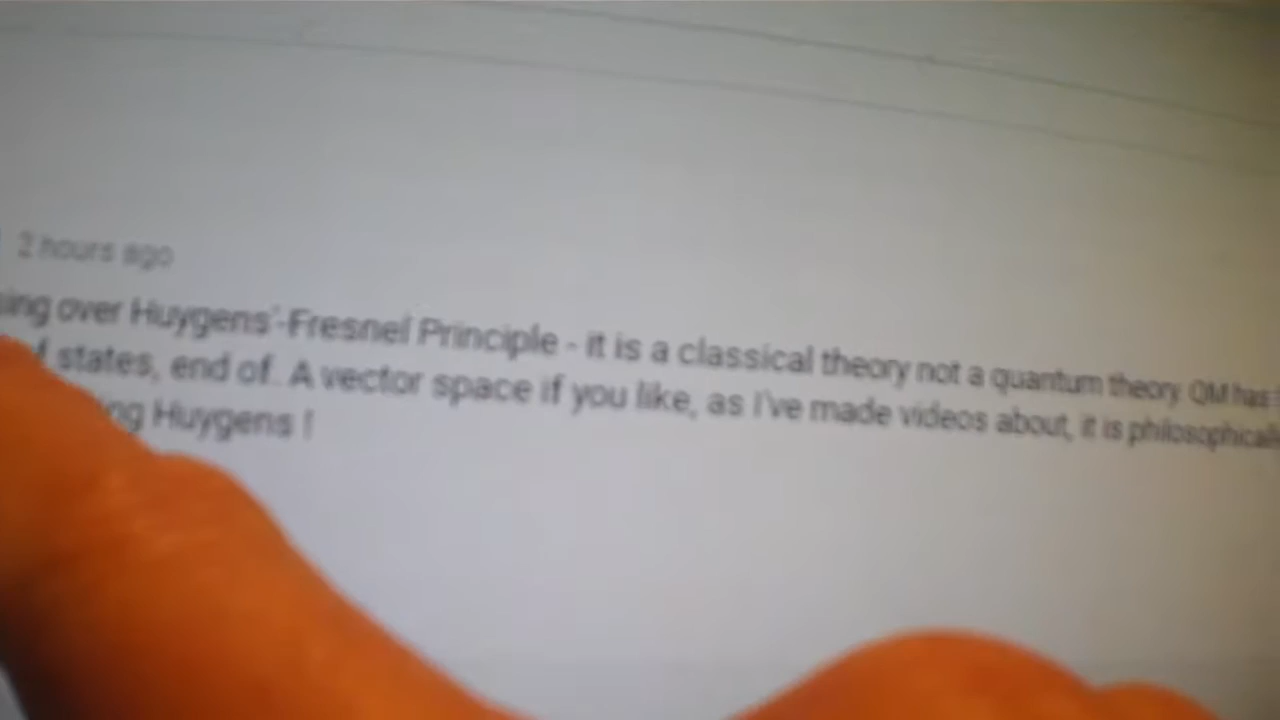 2 hours ago
over Huygens'-Fresnel Principle - it is a classical theory not a quantum theory. QM has
states, end of. A vector space if you like, as I've made videos about, it is
Huygens !